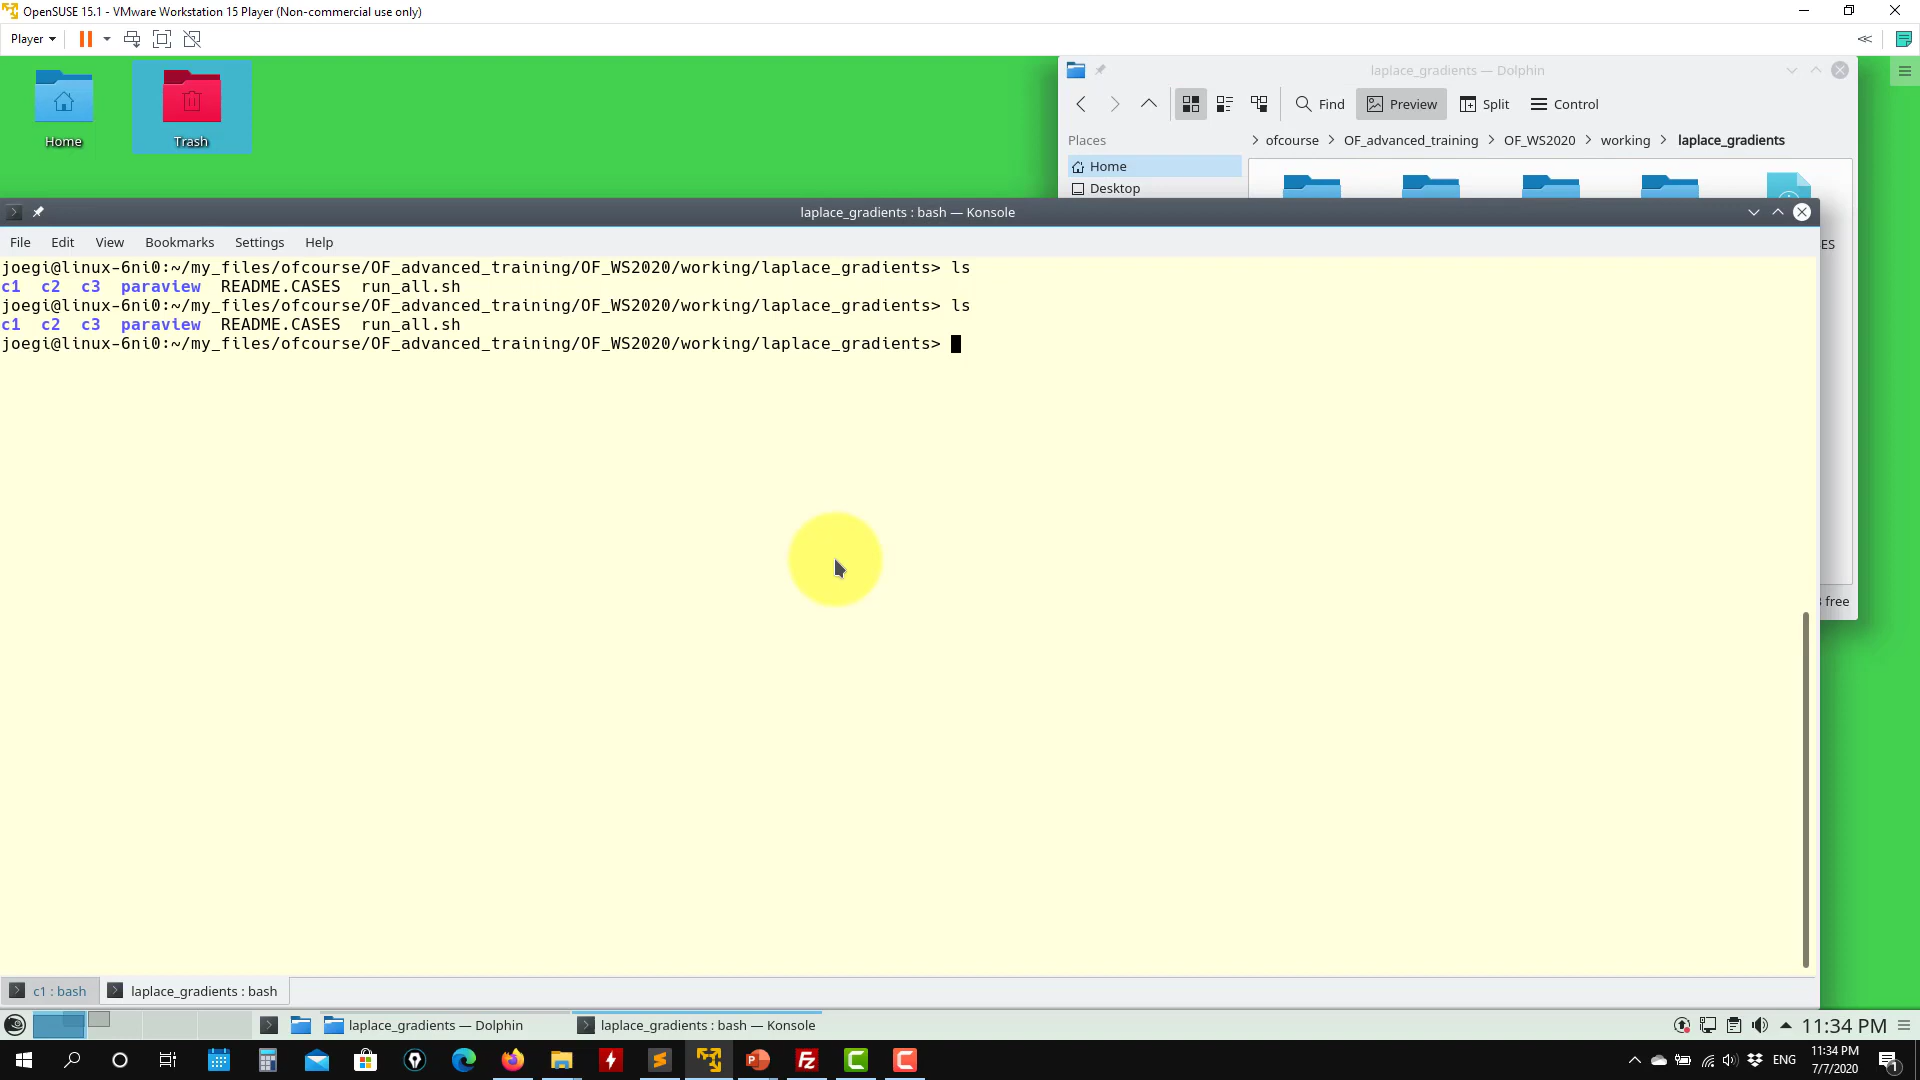 OpenSUSE 15.1 - VMware Workstation 15 Player (Non-commercial use only)
Player
Home
Trash
laplace_gradients — Dolphin
Find
Preview
Split
Control
Places
ofcourse > OF_advanced_training > OF_WS2020 > working > laplace_gradients
Home
Desktop
ES
free
laplace_gradients : bash — Konsole
File Edit View Bookmarks Settings Help
joegi@linux-6ni0:~/my_files/ofcourse/OF_advanced_training/OF_WS2020/working/laplace_gradients> ls
c1 c2 c3 paraview README.CASES run_all.sh
joegi@linux-6ni0:~/my_files/ofcourse/OF_advanced_training/OF_WS2020/working/laplace_gradients> ls
c1 c2 c3 paraview README.CASES run_all.sh
joegi@linux-6ni0:~/my_files/ofcourse/OF_advanced_training/OF_WS2020/working/laplace_gradients>
c1 : bash
laplace_gradients : bash
laplace_gradients — Dolphin
laplace_gradients : bash — Konsole
11:34 PM
ENG
11:34 PM
7/7/2020
1